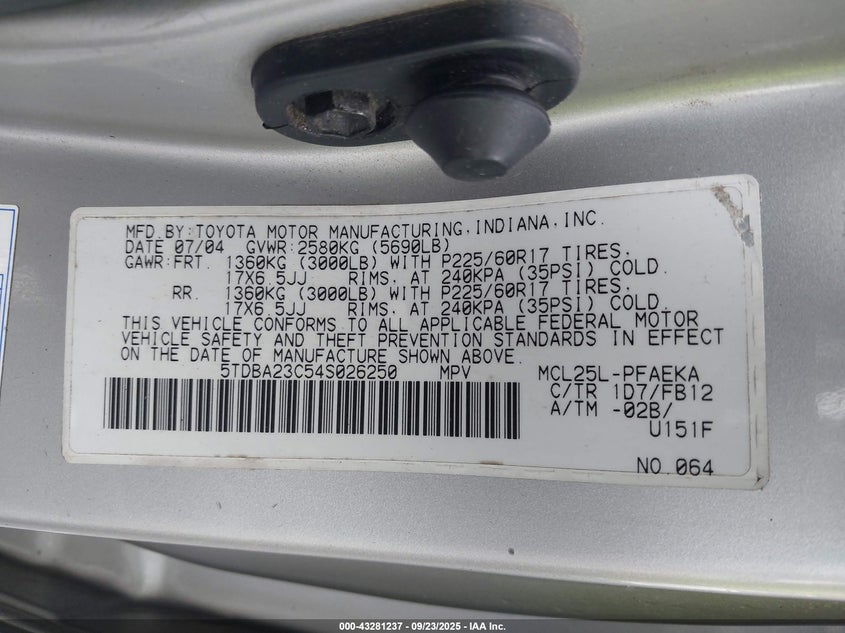 MFD.BY:TOYOTA MOTOR MANUFACTURING,INDIANA,INC.
DATE 07/04 GVWR:2580KG (5690LB)
GAWR:FRT. 1360KG (3000LB) WITH P225/60R17 TIRES.
17X6.5JJ RIMS. AT 240KPA (35PSI) COLD.
RR. 1360KG (3000LB) WITH P225/60R17 TIRES.
17X6.5JJ RIMS. AT 240KPA (35PSI) COLD.
THIS VEHICLE CONFORMS TO ALL APPLICABLE FEDERAL MOTOR
VEHICLE SAFETY AND THEFT PREVENTION STANDARDS IN EFFECT
ON THE DATE OF MANUFACTURE SHOWN ABOVE.
5TDBA23C54S026250 MPV MCL25L-PFAEKA
C/TR 1D7/FB12
A/TM -02B/
U151F
NO.064
000-43281237 - 09/23/2025 - IAA Inc.